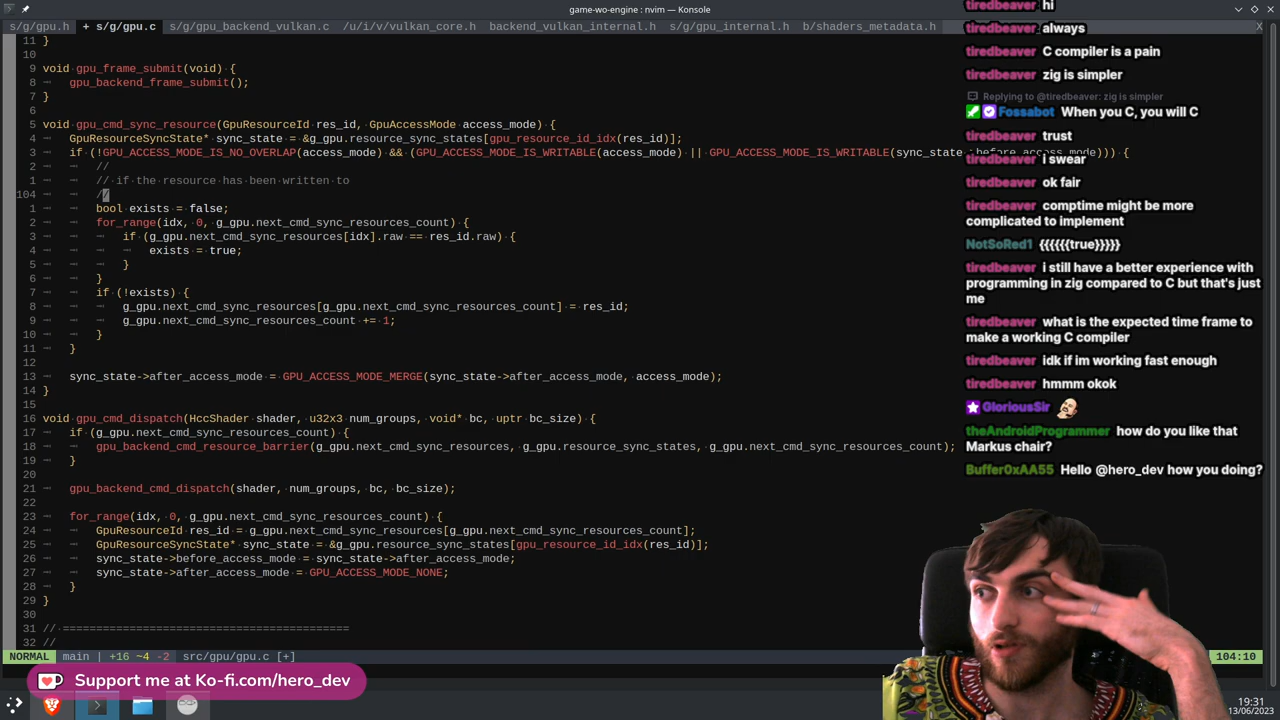 game-wo-engine : nvim — Konsole
s/g/gpu.h + s/g/gpu.c s/g/gpu_backend_vulkan.c /u/i/v/vulkan_core.h backend_vulkan_internal.h s/g/gpu_internal.h b/shaders_metadata.h X
11 }
10
9 void gpu_frame_submit(void) {
8 gpu_backend_frame_submit();
7 }
6
5 void gpu_cmd_sync_resource(GpuResourceId res_id, GpuAccessMode access_mode) {
4 GpuResourceSyncState* sync_state = &g_gpu.resource_sync_states[gpu_resource_id_idx(res_id)];
3 if (!GPU_ACCESS_MODE_IS_NO_OVERLAP(access_mode) && (GPU_ACCESS_MODE_IS_WRITABLE(access_mode) || GPU_ACCESS_MODE_IS_WRITABLE(sync_state->before_access_mode))) {
2 //
1 // if the resource has been written to
104 //
1 bool exists = false;
2 for_range(idx, 0, g_gpu.next_cmd_sync_resources_count) {
3 if (g_gpu.next_cmd_sync_resources[idx].raw == res_id.raw) {
4 exists = true;
5 }
6 }
7 if (!exists) {
8 g_gpu.next_cmd_sync_resources[g_gpu.next_cmd_sync_resources_count] = res_id;
9 g_gpu.next_cmd_sync_resources_count += 1;
10 }
11 }
12
13 sync_state->after_access_mode = GPU_ACCESS_MODE_MERGE(sync_state->after_access_mode, access_mode);
14 }
15
16 void gpu_cmd_dispatch(HccShader shader, u32x3 num_groups, void* bc, uptr bc_size) {
17 if (g_gpu.next_cmd_sync_resources_count) {
18 gpu_backend_cmd_resource_barrier(g_gpu.next_cmd_sync_resources, g_gpu.resource_sync_states, g_gpu.next_cmd_sync_resources_count);
19 }
20
21 gpu_backend_cmd_dispatch(shader, num_groups, bc, bc_size);
22
23 for_range(idx, 0, g_gpu.next_cmd_sync_resources_count) {
24 GpuResourceId res_id = g_gpu.next_cmd_sync_resources[g_gpu.next_cmd_sync_resources_count];
25 GpuResourceSyncState* sync_state = &g_gpu.resource_sync_states[gpu_resource_id_idx(res_id)];
26 sync_state->before_access_mode = sync_state->after_access_mode;
27 sync_state->after_access_mode = GPU_ACCESS_MODE_NONE;
28 }
29 }
30
31 // ===========================================
32 //
NORMAL main | +16 ~4 -2 src/gpu/gpu.c [+] 104:10
Support me at Ko-fi.com/hero_dev
19:31
13/06/2023
tiredbeaver hi
tiredbeaver always
tiredbeaver C compiler is a pain
tiredbeaver zig is simpler
Replying to @tiredbeaver: zig is simpler
Fossabot When you C, you will C
tiredbeaver trust
tiredbeaver i swear
tiredbeaver ok fair
tiredbeaver comptime might be more
complicated to implement
NotSoRed1 {{{{{{true}}}}}
tiredbeaver i still have a better experience with
programming in zig compared to C but that's just
me
tiredbeaver what is the expected time frame to
make a working C compiler
tiredbeaver idk if im working fast enough
tiredbeaver hmmm okok
GloriousSir
theAndroidProgrammer how do you like that
Markus chair?
Buffer0xAA55 Hello @hero_dev how you doing?